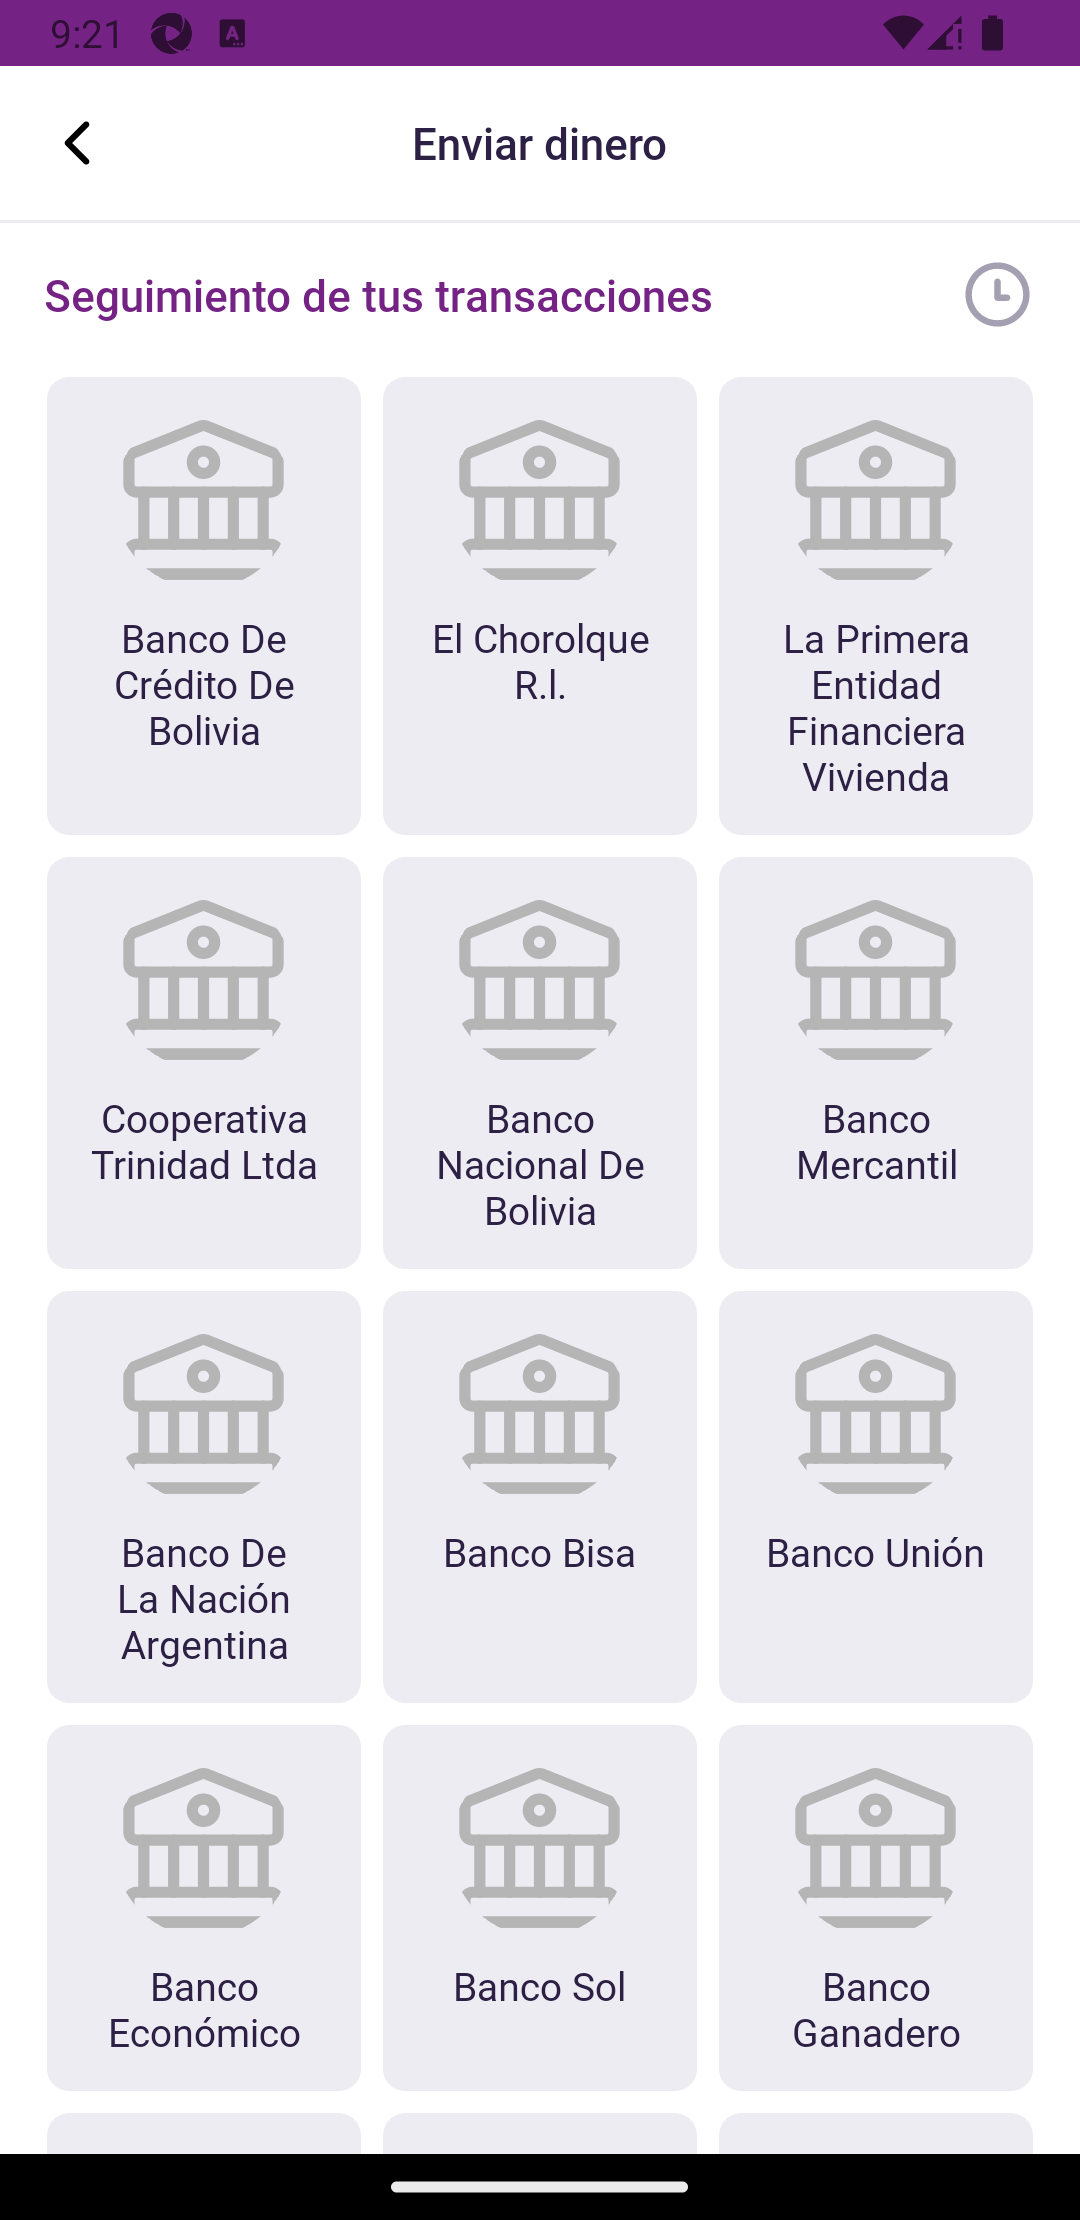 9:21
Enviar dinero
Seguimiento de tus transacciones
Banco De
Crédito De
Bolivia
El Chorolque
R.l.
La Primera
Entidad
Financiera
Vivienda
Cooperativa
Trinidad Ltda
Banco
Nacional De
Bolivia
Banco
Mercantil
Banco De
La Nación
Argentina
Banco Bisa
Banco Unión
Banco
Económico
Banco Sol
Banco
Ganadero